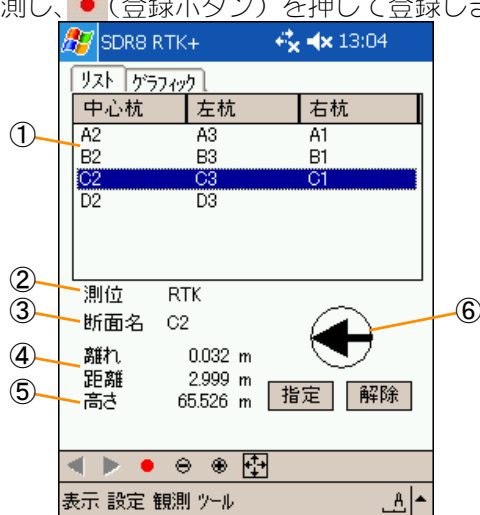 測し、●（登録ボタン）を押して登録しま
SDR8 RTK+ 13:04
リスト グラフィック
中心杭 左杭 右杭
① A2 A3 A1
B2 B3 B1
C2 C3 C1
D2 D3
② 測位 RTK
③ 断面名 C2
⑥
④ 離れ 0.032 m
距離 2.999 m
⑤ 高さ 65.526 m 指定 解除
表示 設定 観測 ツール A